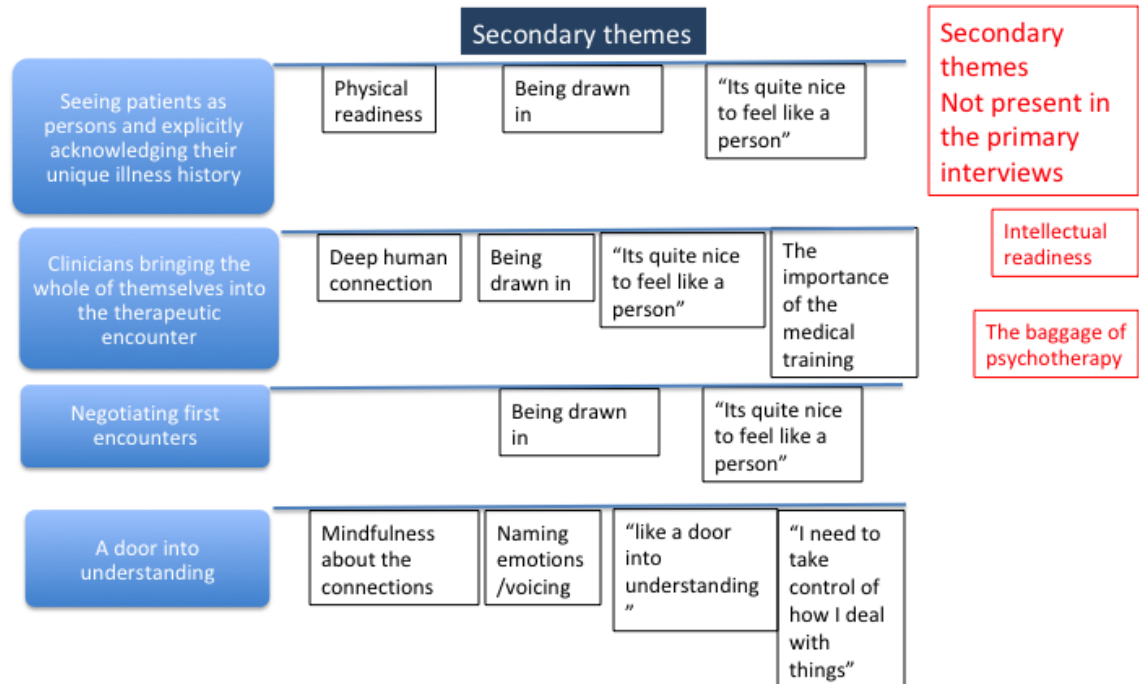 Secondary themes
Seeing patients as
persons and explicitly
acknowledging their
unique illness history
Physical
readiness
Being drawn
in
“Its quite nice
to feel like a
person”
Secondary
themes
Not present in
the primary
interviews
Clinicians bringing the
whole of themselves into
the therapeutic
encounter
Deep human
connection
Being
drawn in
“Its quite nice
to feel like a
person”
The
importance
of the
medical
training
Intellectual
readiness
The baggage of
psychotherapy
Negotiating first
encounters
Being drawn
in
“Its quite nice
to feel like a
person”
A door into
understanding
Mindfulness
about the
connections
Naming
emotions
/voicing
“like a door
into
understanding
”
“I need to
take
control of
how I deal
with
things”